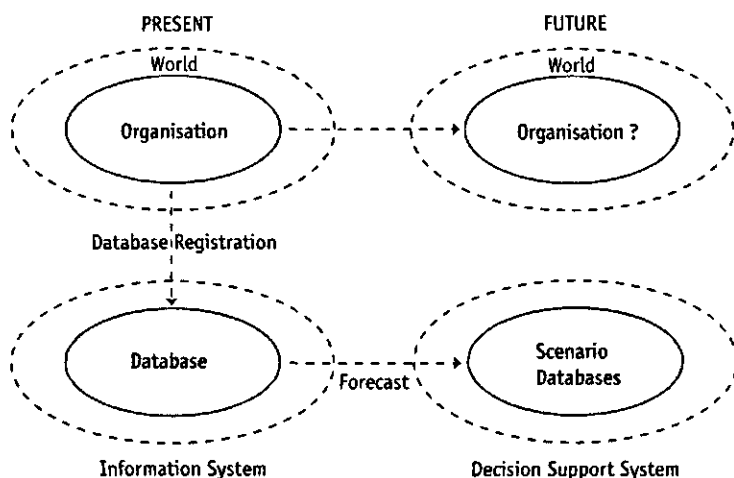 PRESENT
FUTURE
World
World
Organisation
Organisation ?
Database Registration
Database
Scenario
Databases
Forecast
Information System
Decision Support System